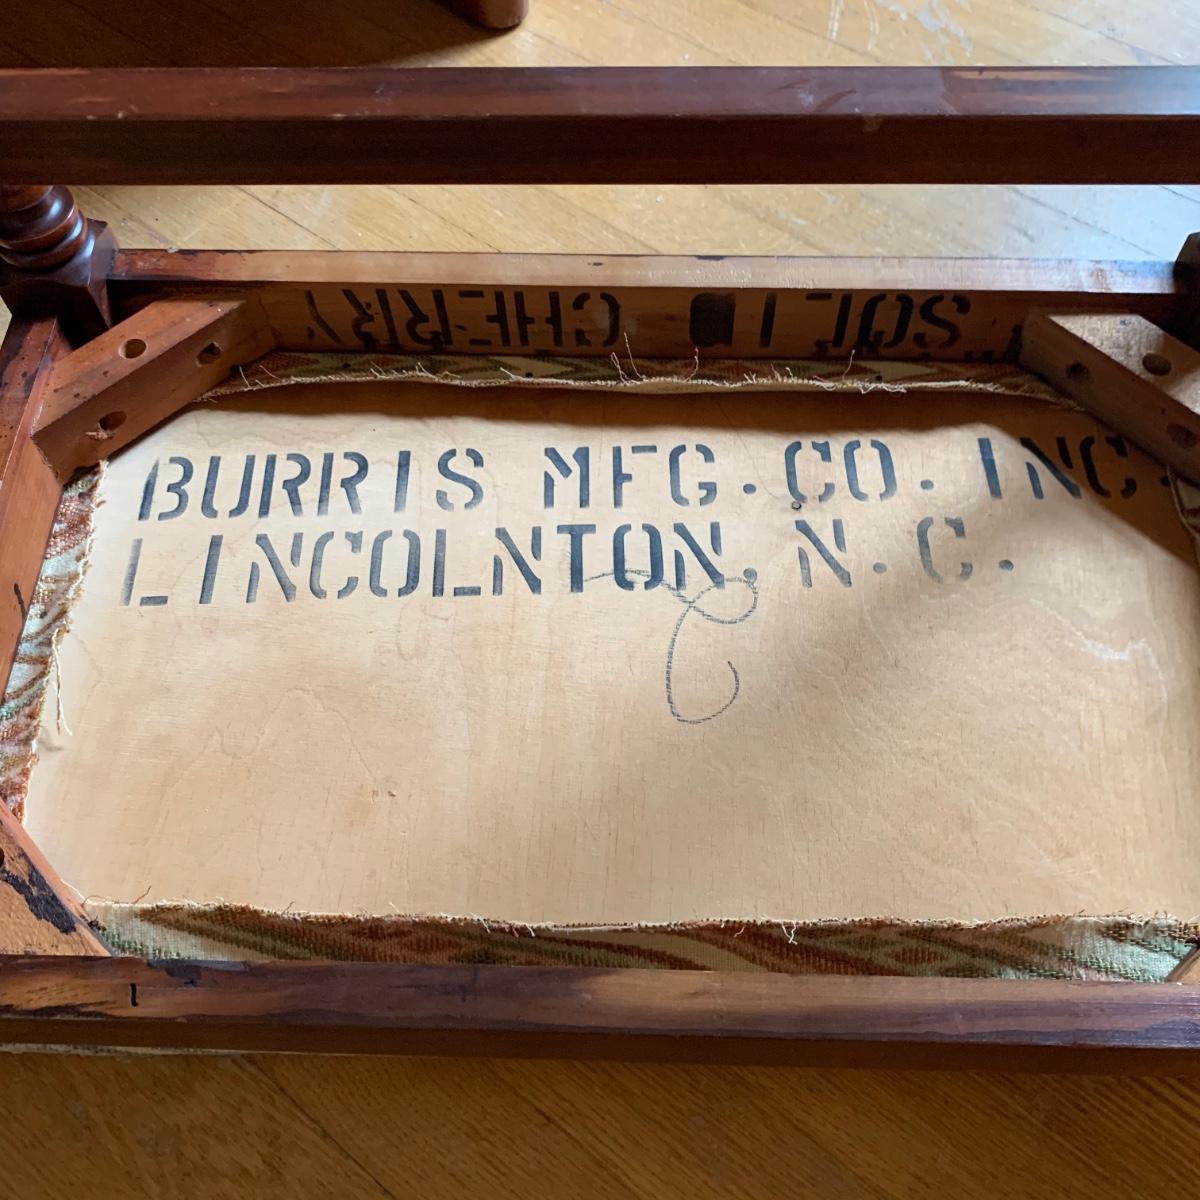 SOLID CHERRY
BURRIS MFG. CO. INC.
LINCOLNTON, N. C.